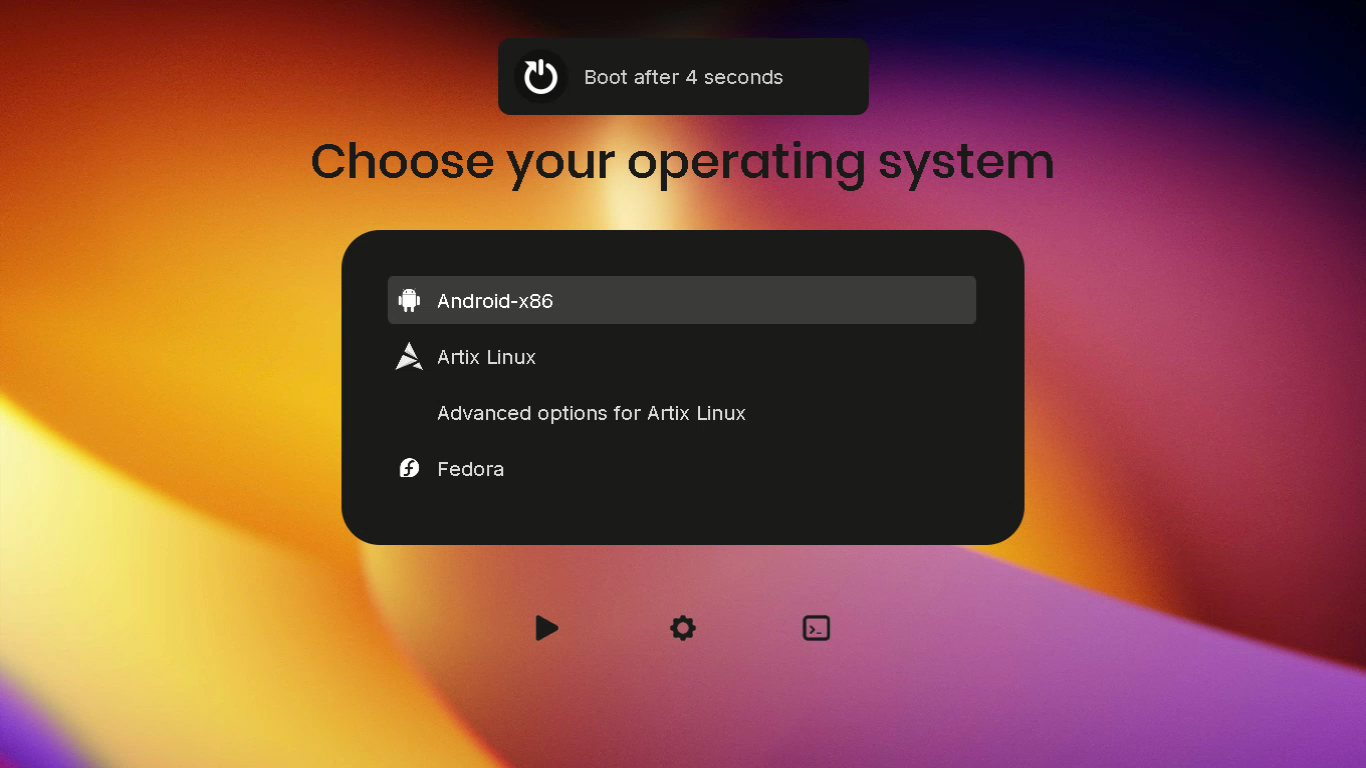 Boot after 4 seconds
Choose your operating system
Android-x86
Artix Linux
Advanced options for Artix Linux
Fedora